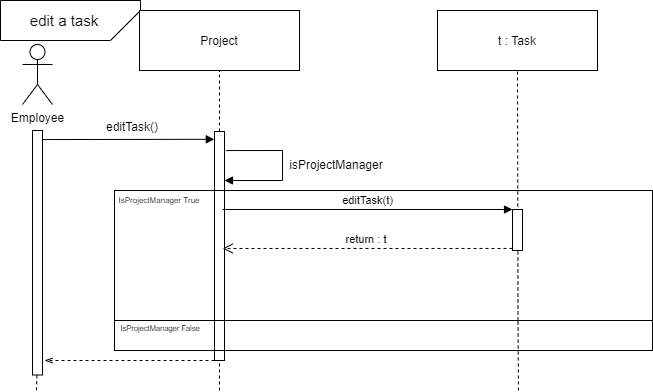 edit a task
Project
t : Task
Employee
editTask()
isProjectManager
IsProjectManager True
editTask(t)
return : t
IsProjectManager False